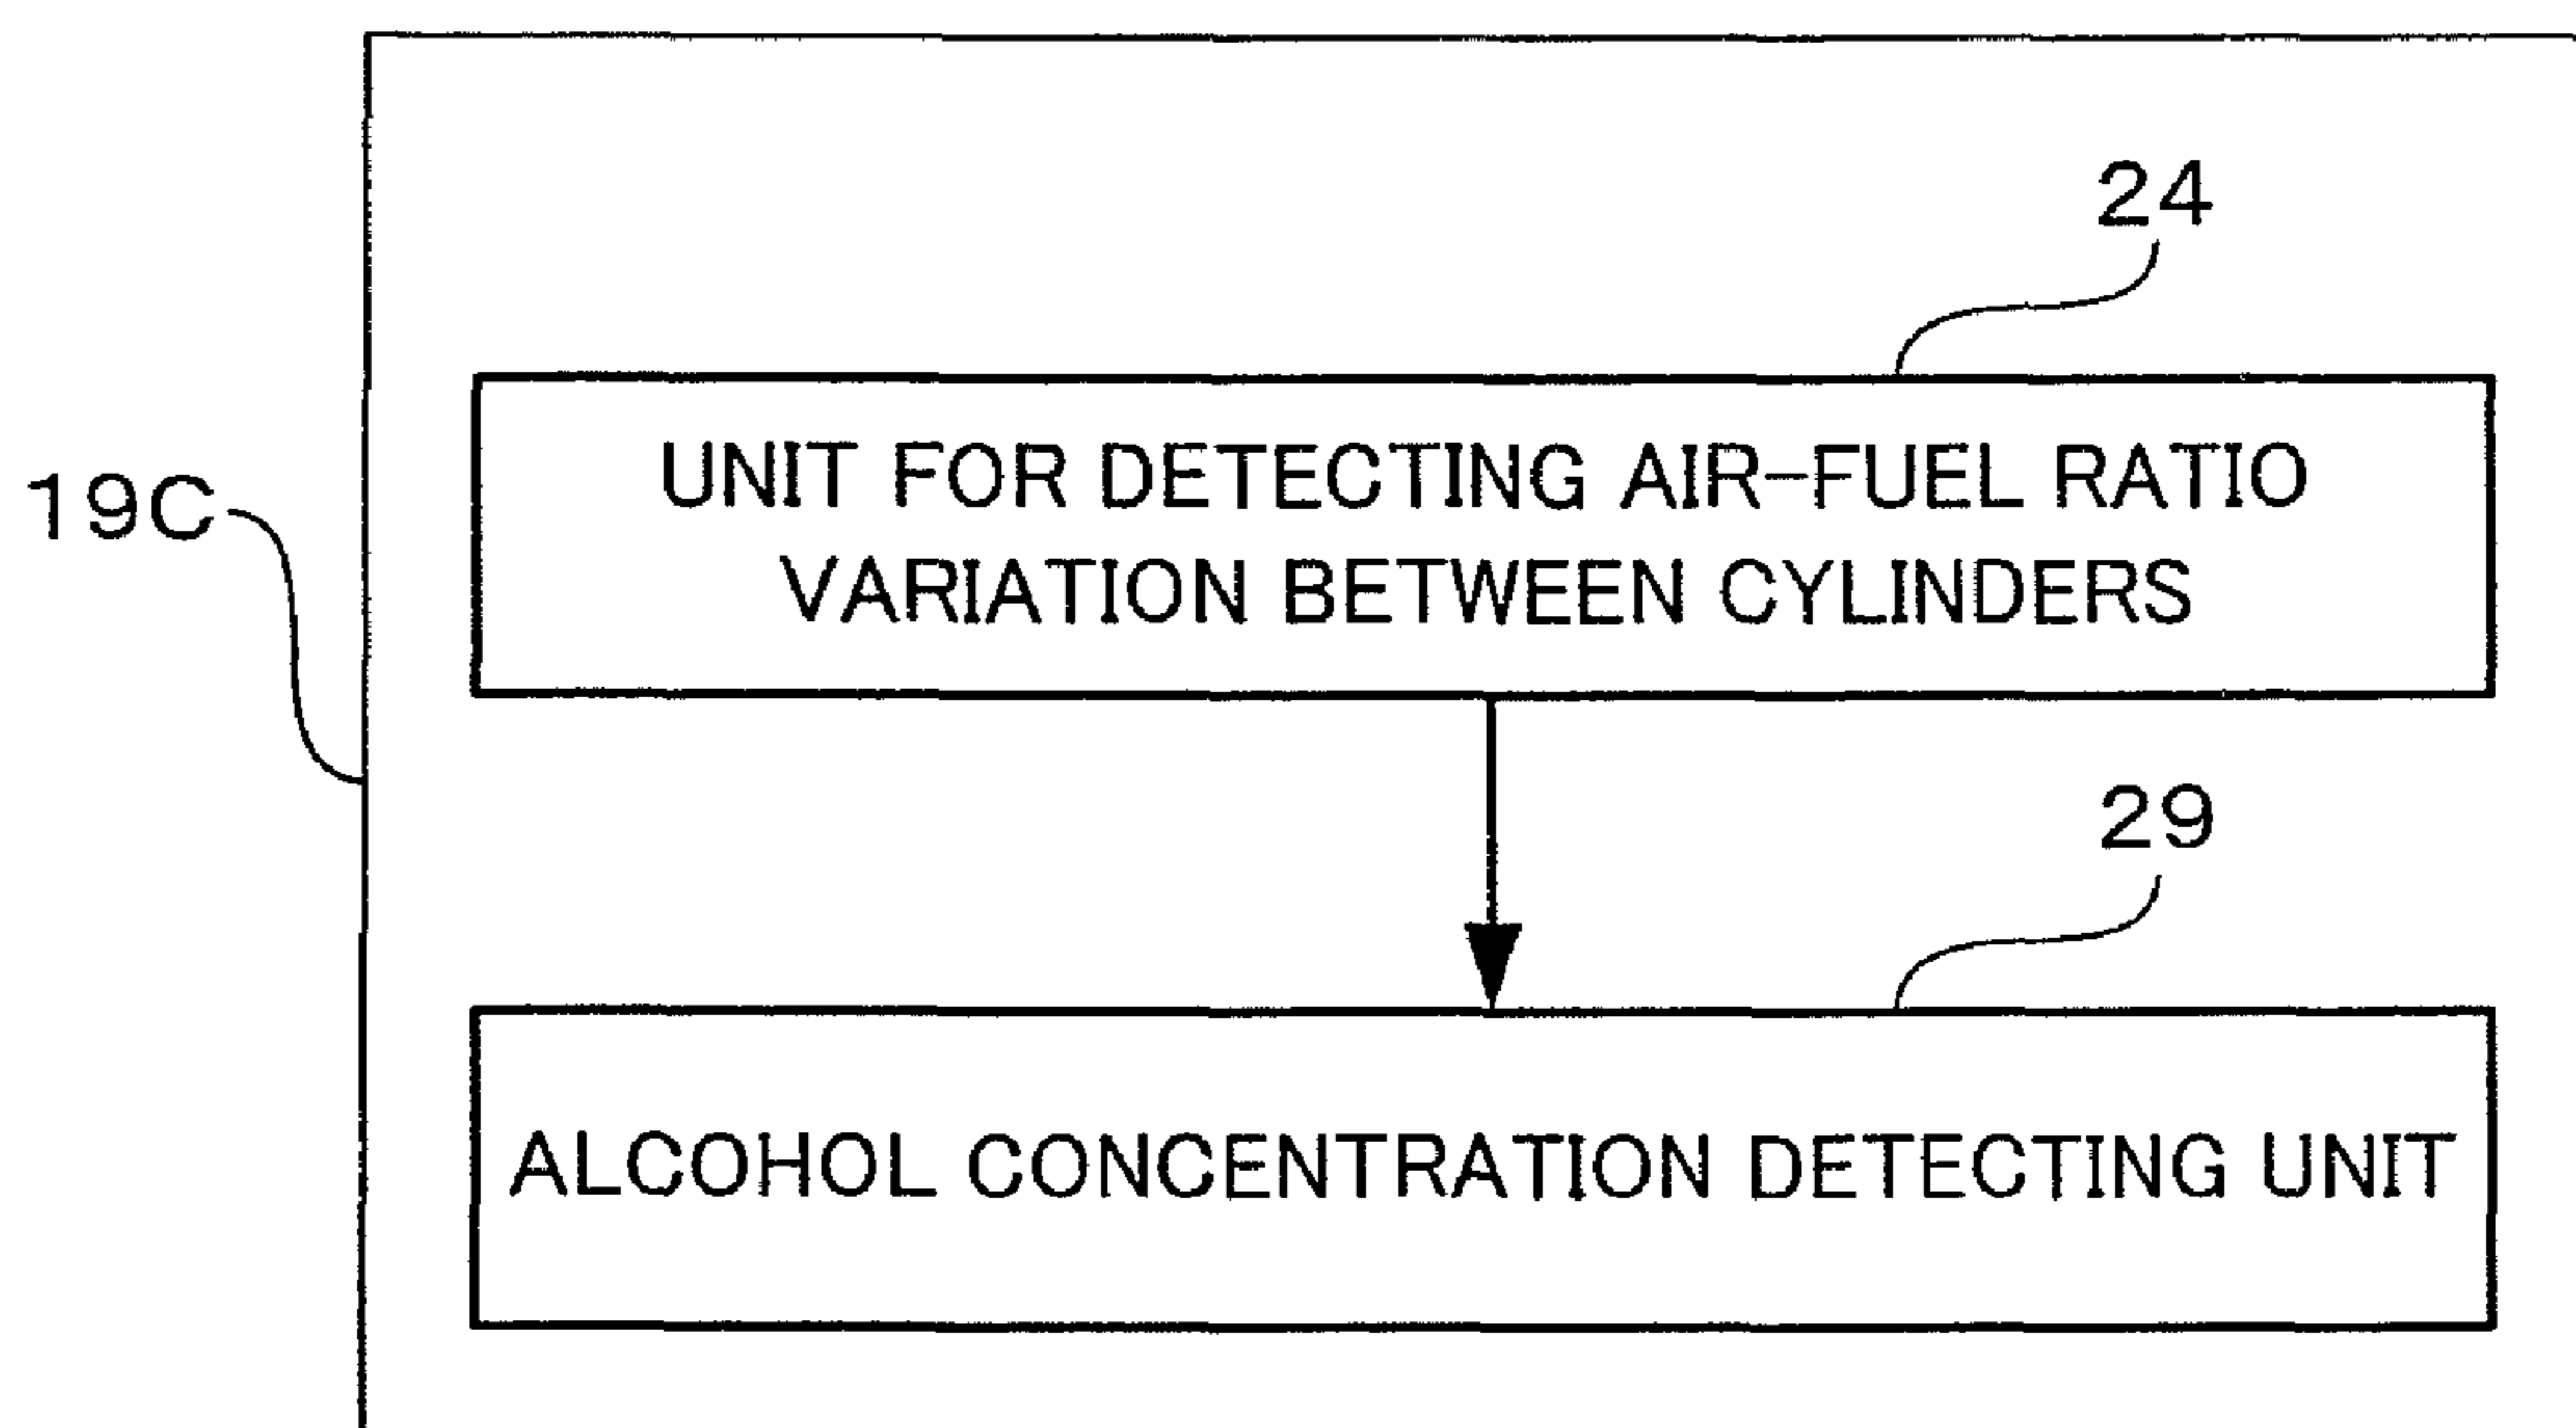 24
UNIT FOR DETECTING AIR-FUEL RATIO
VARIATION BETWEEN CYLINDERS
19C
29
ALCOHOL CONCENTRATION DETECTING UNIT